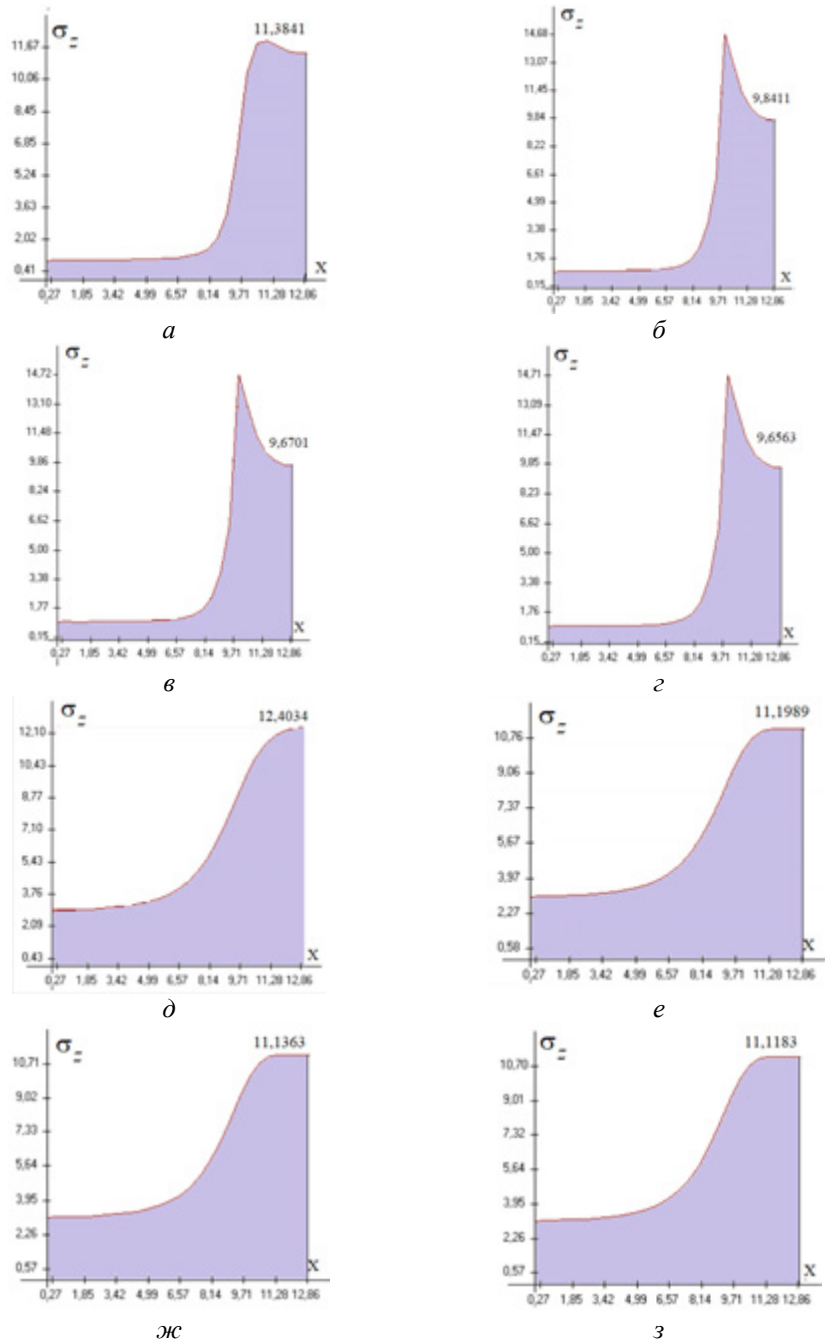 σz
11,3841
11,67
10,06
8,45
6,85
5,24
3,63
2,02
0,41
x
0,27 1,85 3,42 4,99 6,57 8,14 9,71 11,28 12,86
а
σz
14,68
13,07
11,45
9,84
8,22
6,61
4,99
3,38
1,76
0,15
9,8411
x
0,27 1,85 3,42 4,99 6,57 8,14 9,71 11,28 12,86
б
σz
14,72
13,10
11,48
9,86
8,24
6,62
5,00
3,38
1,77
0,15
9,6701
x
0,27 1,85 3,42 4,99 6,57 8,14 9,71 11,28 12,86
в
σz
14,71
13,09
11,47
9,85
8,23
6,62
5,00
3,38
1,76
0,15
9,6563
x
0,27 1,85 3,42 4,99 6,57 8,14 9,71 11,28 12,86
г
σz
12,4034
12,10
10,43
8,77
7,10
5,43
3,76
2,09
0,43
x
0,27 1,85 3,42 4,99 6,57 8,14 9,71 11,28 12,86
д
σz
11,1989
10,76
9,06
7,37
5,67
3,97
2,27
0,58
x
0,27 1,85 3,42 4,99 6,57 8,14 9,71 11,28 12,86
е
σz
11,1363
10,71
9,02
7,33
5,64
3,95
2,26
0,57
x
0,27 1,85 3,42 4,99 6,57 8,14 9,71 11,28 12,86
ж
σz
11,1183
10,70
9,01
7,32
5,64
3,95
2,26
0,57
x
0,27 1,85 3,42 4,99 6,57 8,14 9,71 11,28 12,86
з